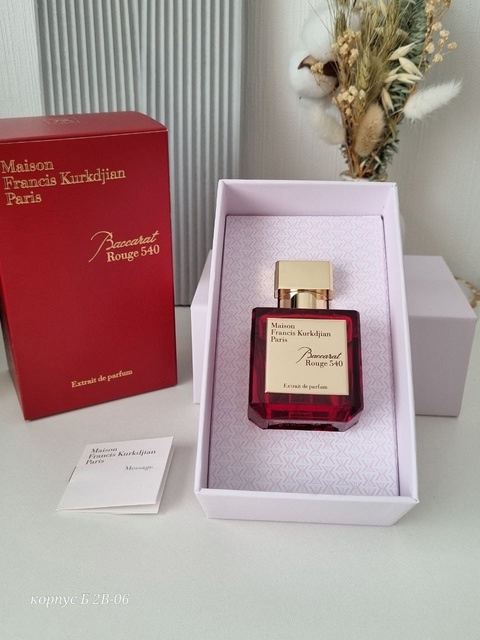 Maison
Francis Kurkdjian
Paris
Baccarat
Rouge 540
Extrait de parfum
Maison
Francis Kurkdjian
Paris
Baccarat
Rouge 540
Extrait de parfum
Maison
Francis Kurkdjian
Paris
Message
корпус Б 2В-06